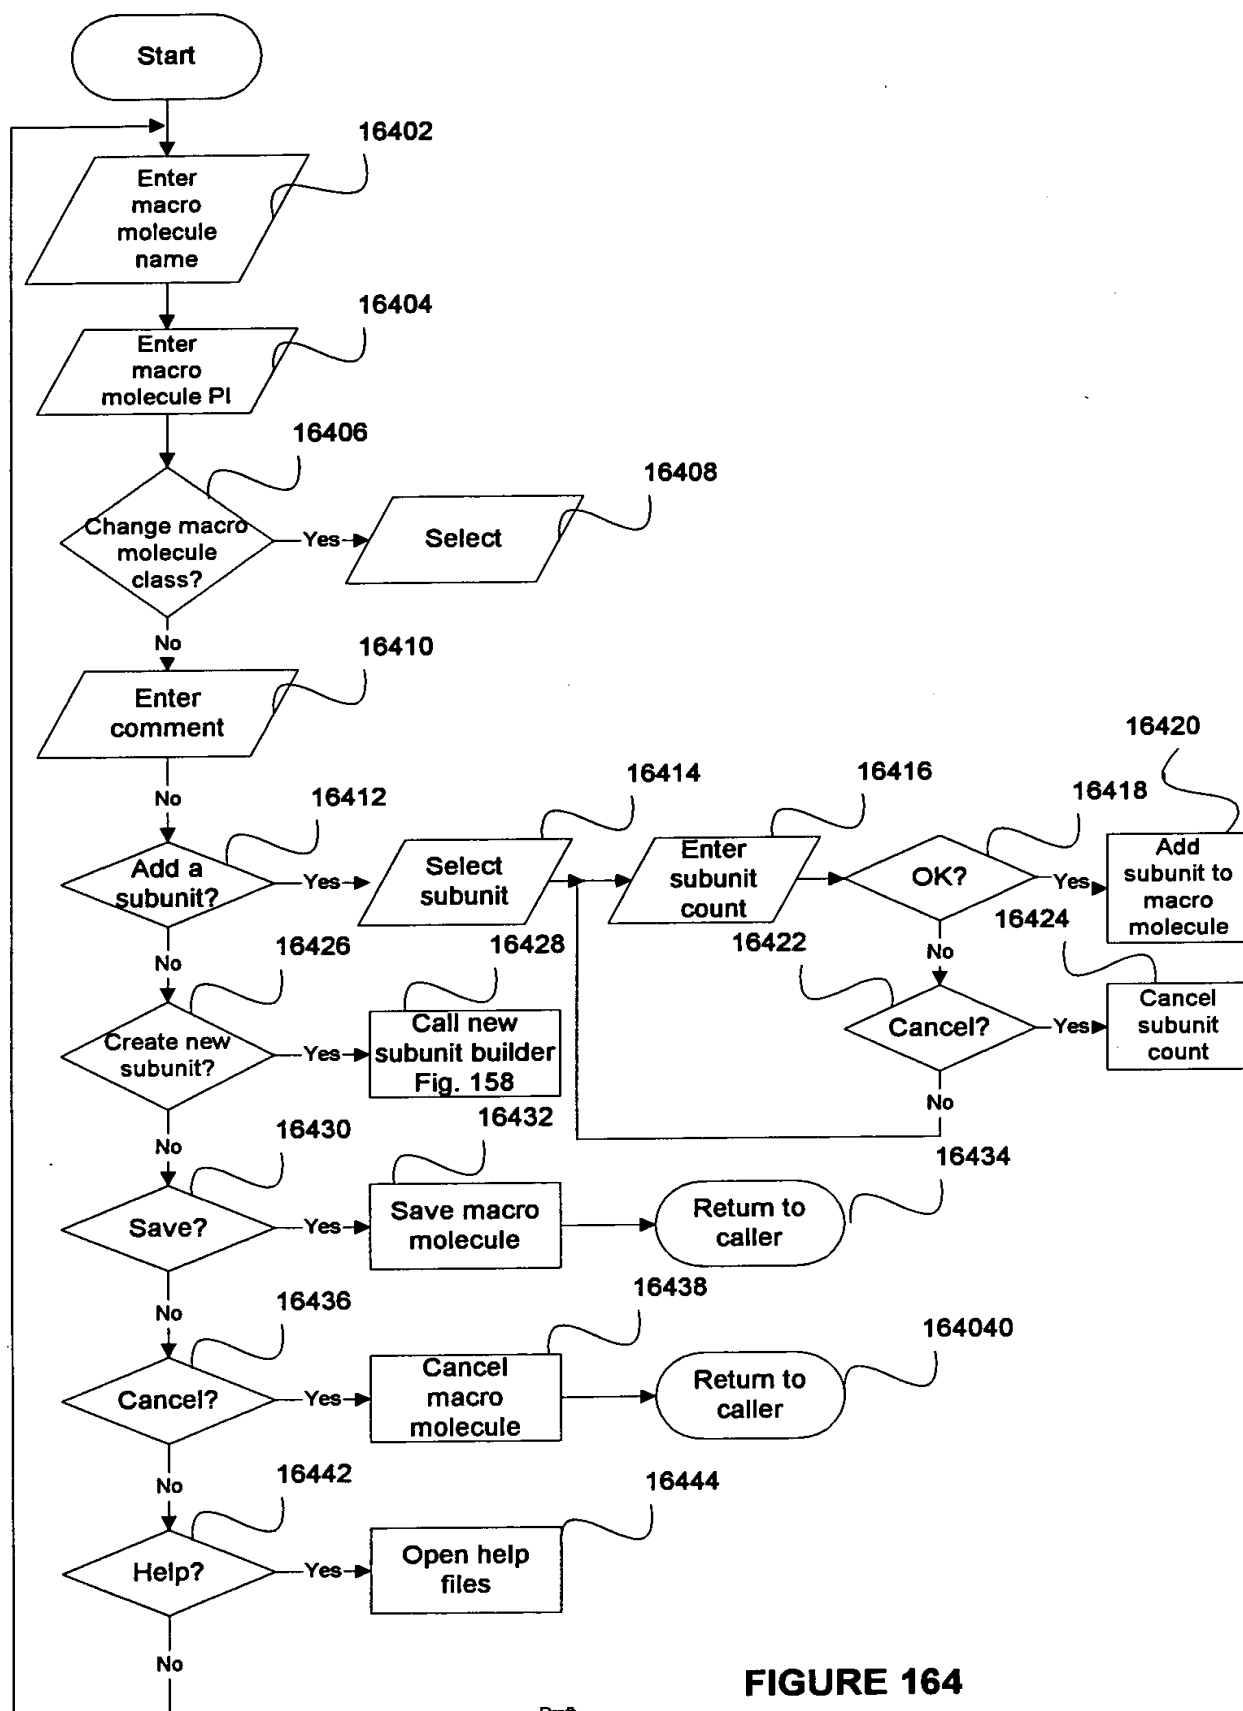 Start
16402
Enter
macro
molecule
name
16404
Enter
macro
molecule PI
16406
Change macro
molecule
class?
Yes
16408
Select
No
16410
Enter
comment
No
16412
Add a
subunit?
Yes
16414
Select
subunit
16416
Enter
subunit
count
16418
OK?
Yes
16420
Add
subunit to
macro
molecule
No
16422
Cancel?
Yes
16424
Cancel
subunit
count
No
No
16426
Create new
subunit?
Yes
16428
Call new
subunit builder
Fig. 158
No
16430
Save?
Yes
16432
Save macro
molecule
16434
Return to
caller
No
16436
Cancel?
Yes
16438
Cancel
macro
molecule
164040
Return to
caller
No
16442
Help?
Yes
16444
Open help
files
No
FIGURE 164